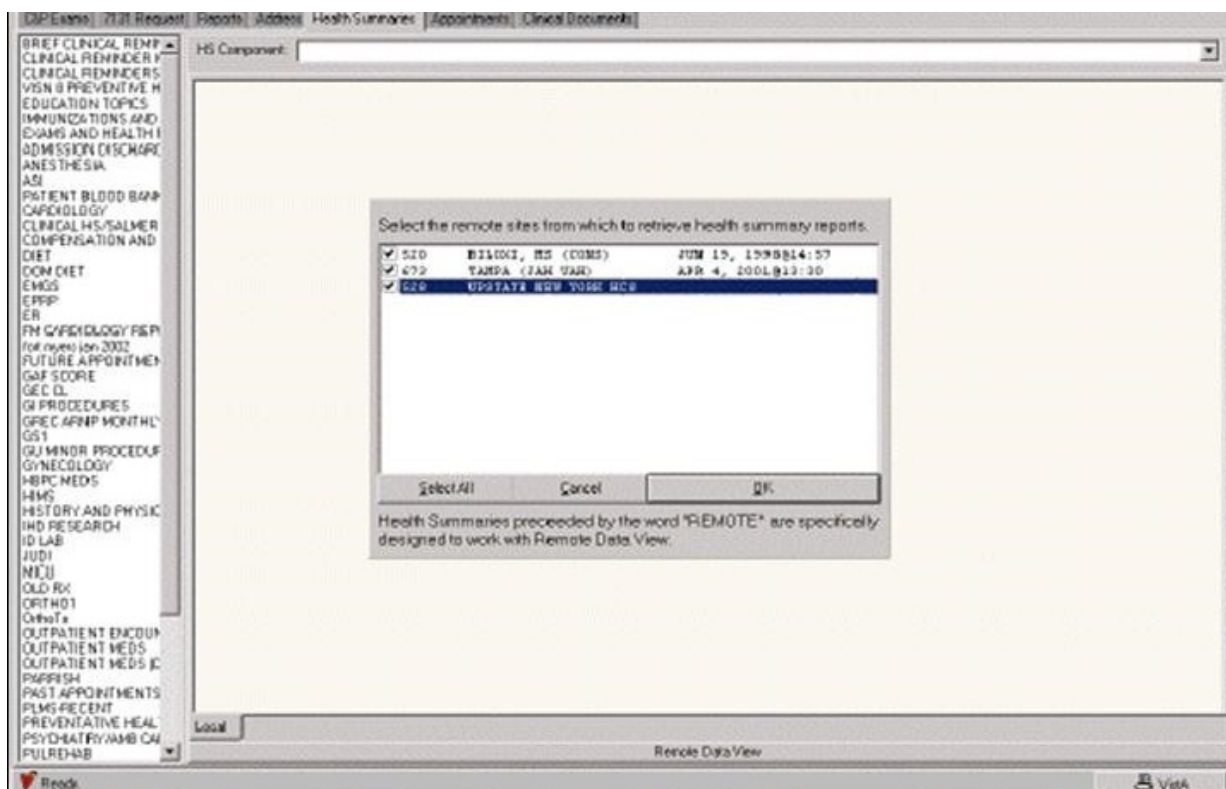 C&P Exams 7131 Request Reports Address Health Summaries Appointments Clinical Documents
BRIEF CLINICAL REMI
CLINICAL REMINDER
CLINICAL REMINDERS
VISN 8 PREVENTIVE H
EDUCATION TOPICS
IMMUNIZATIONS AND
EXAMS AND HEALTH
ADMISSION DISCHARG
ANESTHESIA
ASI
PATIENT BLOOD BANK
CARDIOLOGY
CLINICAL HS/SALMER
COMPENSATION AND
DIET
DOM DIET
EMGS
EPRP
ER
FM CARDIOLOGY REP
jan 2002
FUTURE APPOINTMEN
GAF SCORE
GEC
GI PROCEDURES
GREC ARNP MONTHL
GS1
GU MINOR PROCEDUR
GYNECOLOGY
HBPC MEDS
HIMS
HISTORY AND PHYSIC
IHD RESEARCH
ID LAB
JUDI
MICU
OLD RX
ORTHO1
OrthoTx
OUTPATIENT ENCOUN
OUTPATIENT MEDS
OUTPATIENT MEDS
PARRISH
PAST APPOINTMENTS
PLMS-RECENT
PREVENTATIVE HEAL
PSYCHIATRY/AMB CA
PULREHAB
HS Component:
Select the remote sites from which to retrieve health summary reports.
520 BILOXI, MS (CONS) JUN 19, 1998@14:57
673 TAMPA (JAH VAH) APR 4, 2001@13:30
528 UPSTATE NEW YORK HCS
Select All Cancel OK
Health Summaries preceeded by the word "REMOTE" are specifically
designed to work with Remote Data View.
Local
Remote Data View
Ready
VistA